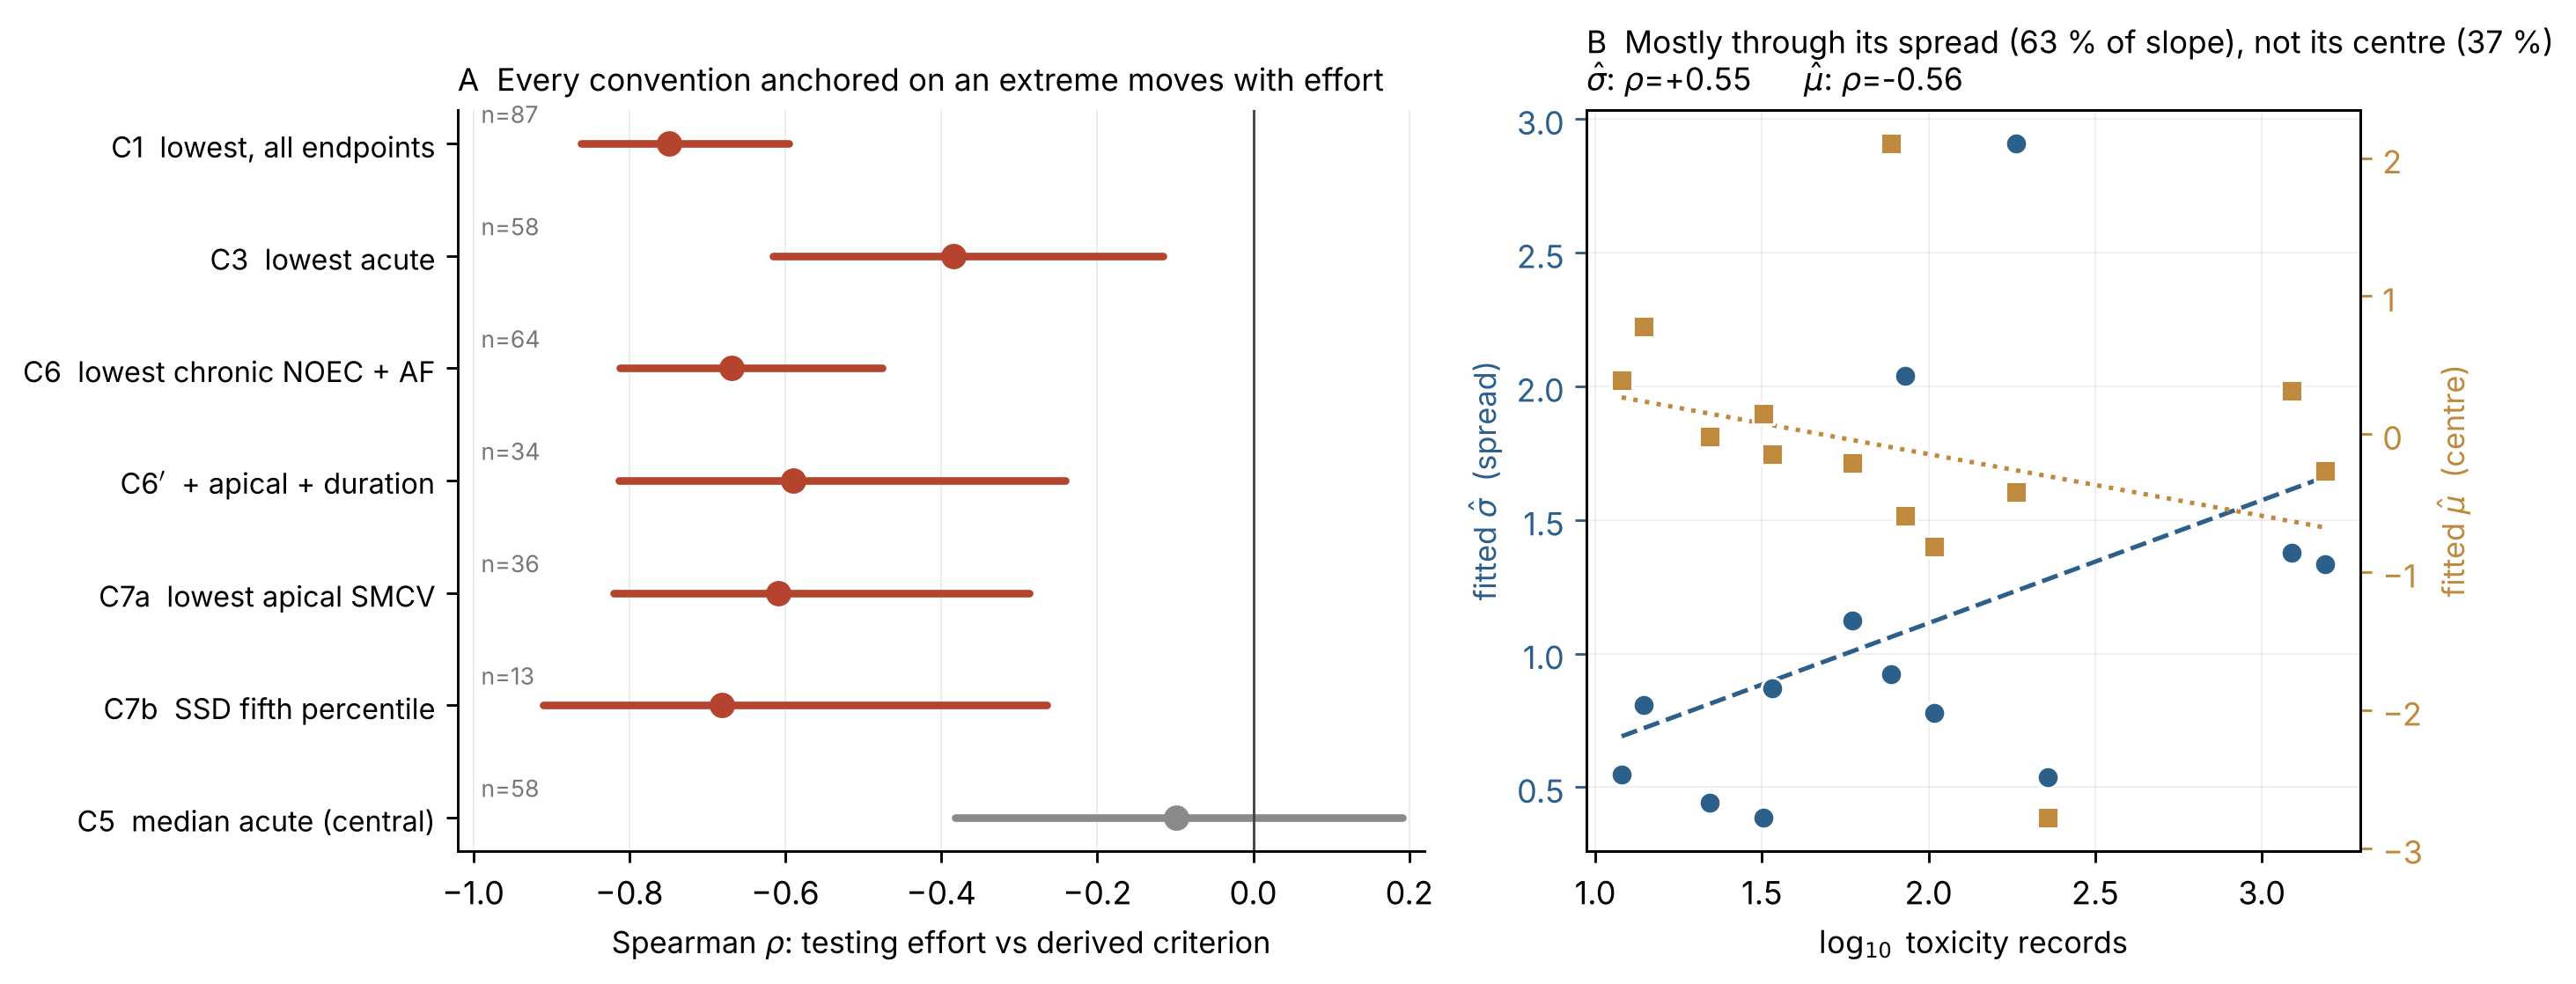 A Every convention anchored on an extreme moves with effort
n=87
C1 lowest, all endpoints
n=58
C3 lowest acute
n=64
C6 lowest chronic NOEC + AF
n=34
C6′ + apical + duration
n=36
C7a lowest apical SMCV
n=13
C7b SSD fifth percentile
n=58
C5 median acute (central)
−1.0 −0.8 −0.6 −0.4 −0.2 0.0 0.2
Spearman ρ: testing effort vs derived criterion
B Mostly through its spread (63 % of slope), not its centre (37 %)
σ̂: ρ=+0.55 μ̂: ρ=-0.56
3.0
2.5
2.0
1.5
1.0
0.5
fitted σ̂ (spread)
2
1
0
−1
−2
−3
fitted μ̂ (centre)
1.0 1.5 2.0 2.5 3.0
log₁₀ toxicity records